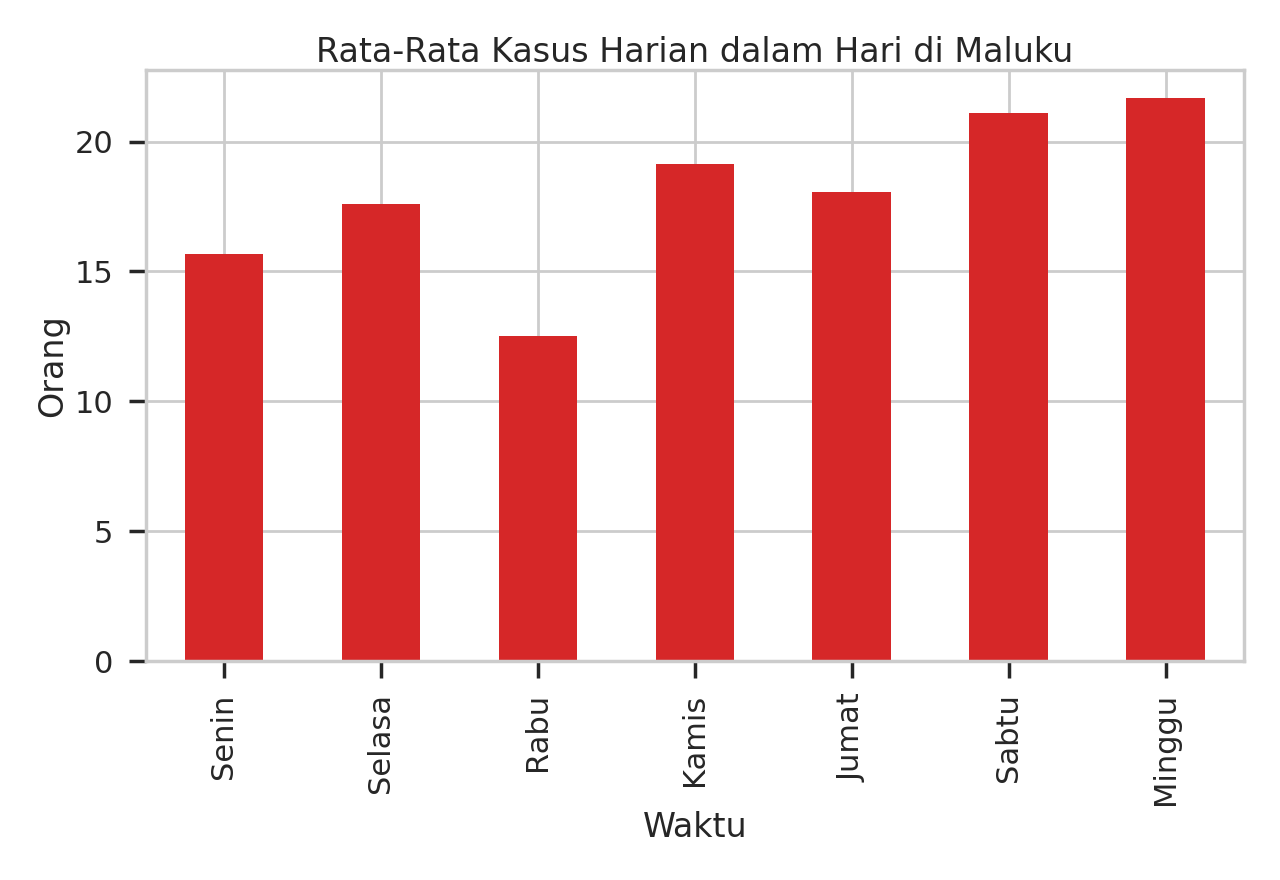 Rata-Rata Kasus Harian dalam Hari di Maluku
Orang
20
15
10
5
0
Senin
Selasa
Rabu
Kamis
Jumat
Sabtu
Minggu
Waktu